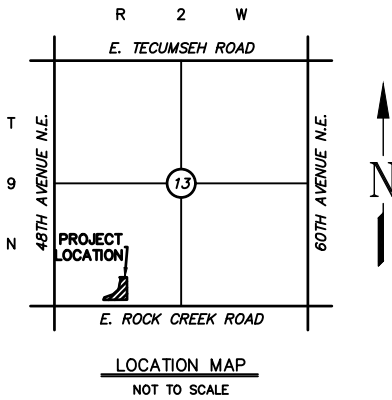 R 2 W
E. TECUMSEH ROAD
T
9
N
48TH AVENUE N.E.
13
60TH AVENUE N.E.
N
PROJECT
LOCATION
E. ROCK CREEK ROAD
LOCATION MAP
NOT TO SCALE